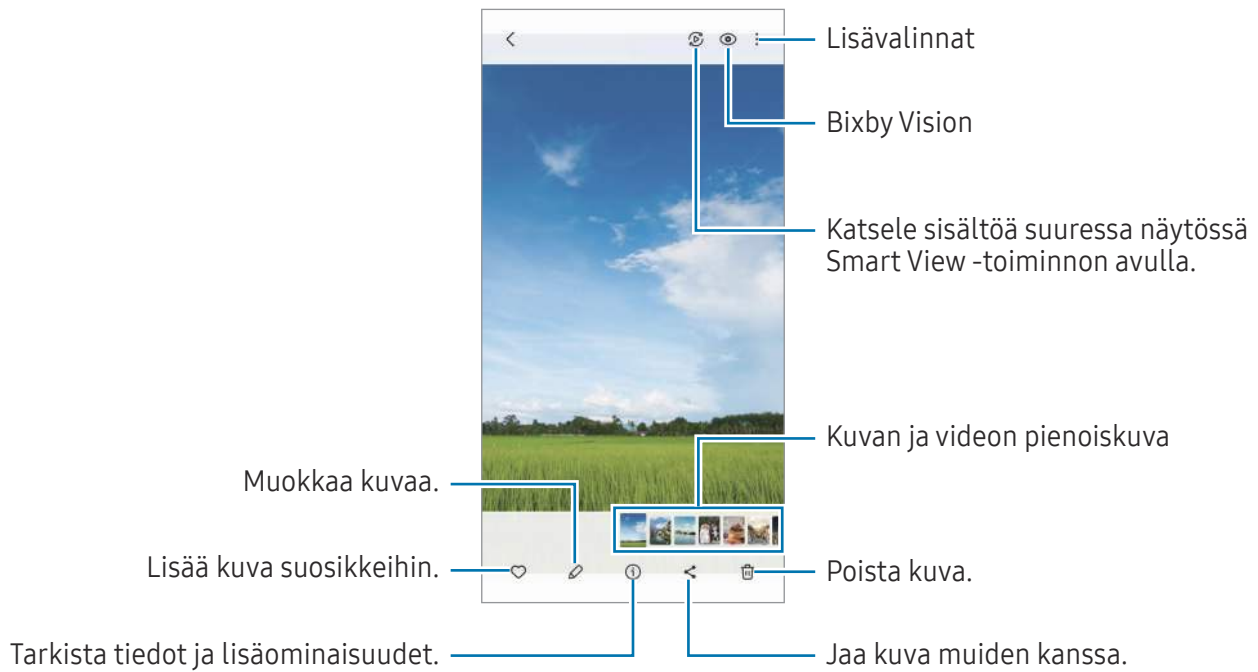 Lisävalinnat
Bixby Vision
Katsele sisältöä suuressa näytössä
Smart View -toiminnon avulla.
Kuvan ja videon pienoiskuva
Muokkaa kuvaa.
Lisää kuva suosikkeihin.
Poista kuva.
Tarkista tiedot ja lisäominaisuudet.
Jaa kuva muiden kanssa.